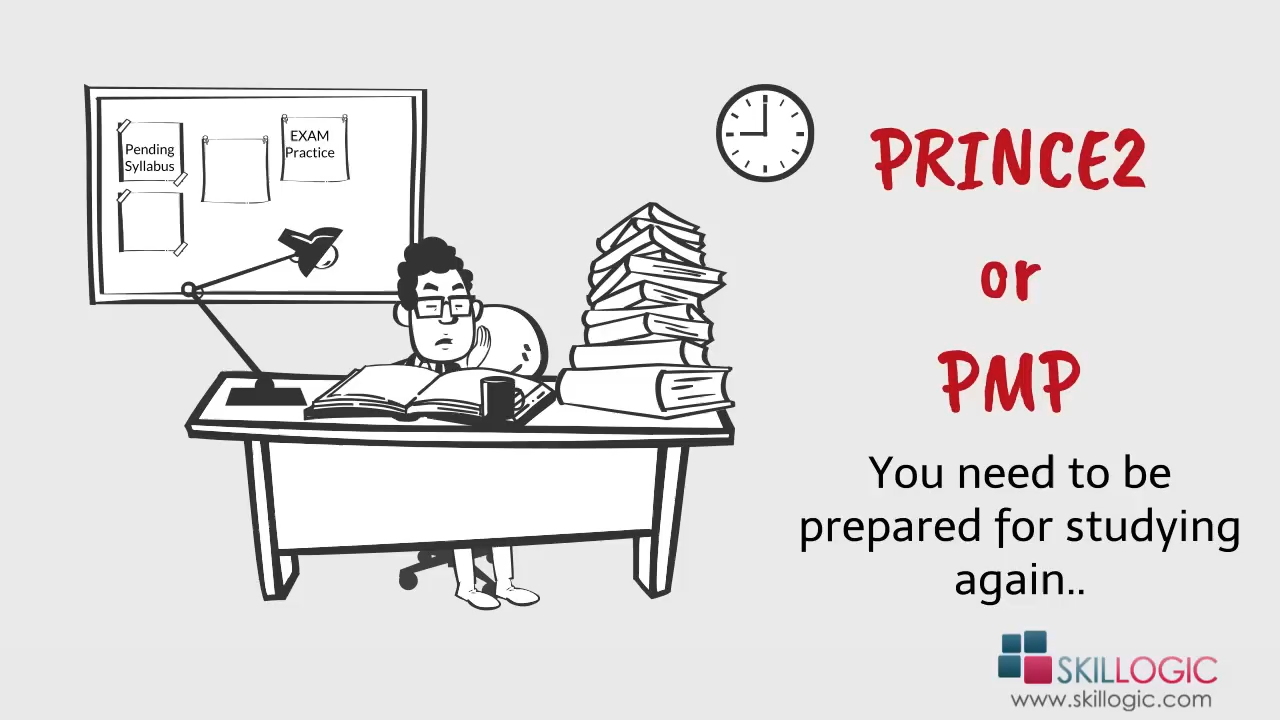 Pending
Syllabus
EXAM
Practice
PRINCE2
or
PMP
You need to be
prepared for studying
again..
SKILLOGIC
www.skillogic.com